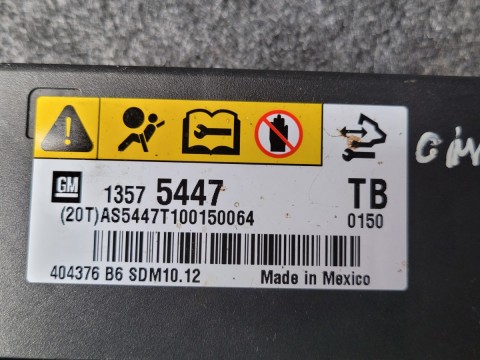 GM 1357 5447 TB
(20T)AS5447T100150064 0150
404376 B6 SDM10.12 Made in Mexico